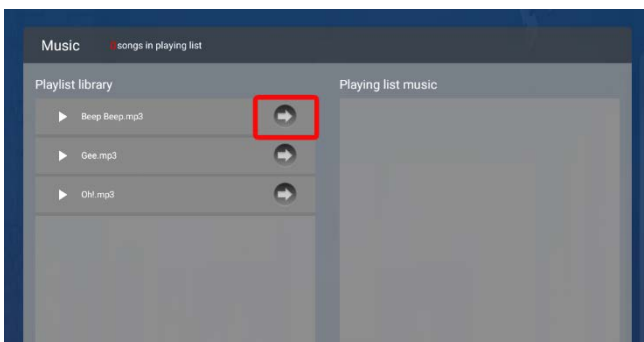 Music songs in playing list
Playlist library
Playing list music
Beep Beep.mp3
Gee.mp3
Oh!.mp3